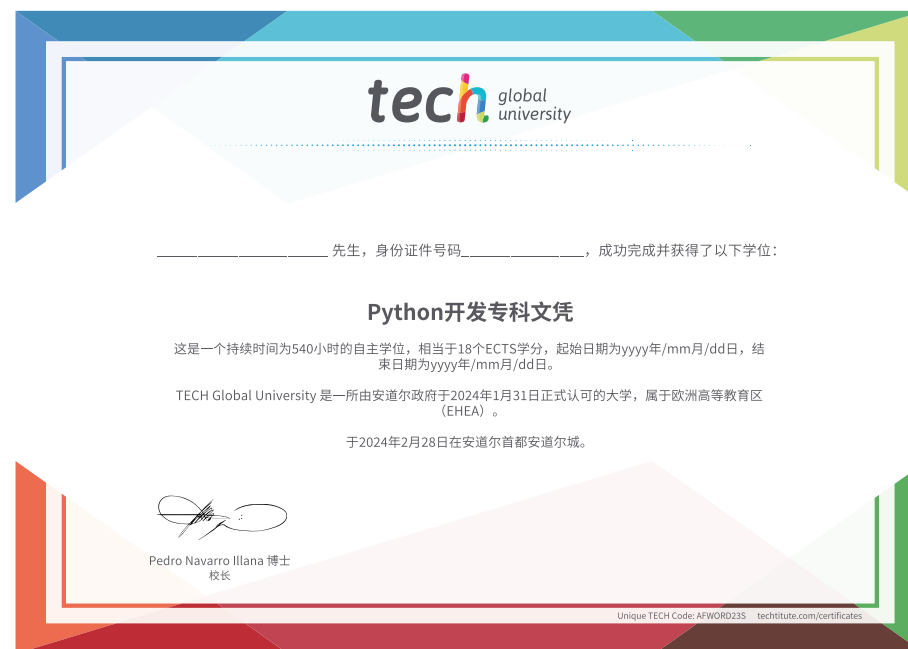 tech global
university
____________________ 先生，身份证件号码_______________，成功完成并获得了以下学位：
Python开发专科文凭
这是一个持续时间为540小时的自主学位，相当于18个ECTS学分，起始日期为yyyy年/mm月/dd日，结
束日期为yyyy年/mm月/dd日。
TECH Global University 是一所由安道尔政府于2024年1月31日正式认可的大学，属于欧洲高等教育区
（EHEA）。
于2024年2月28日在安道尔首都安道尔城。
Pedro Navarro Illana 博士
校长
Unique TECH Code: AFWORD23S techtitute.com/certificates